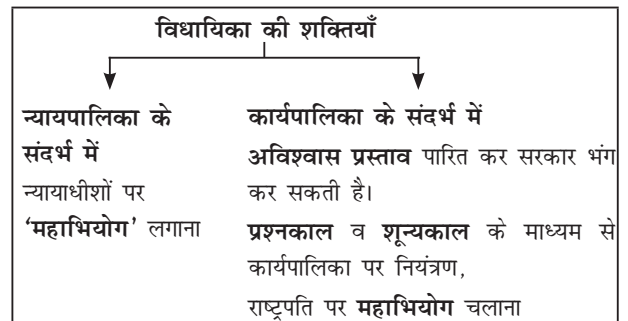 विधायिका की शक्तियाँ
न्यायपालिका के
संदर्भ में
न्यायाधीशों पर
‘महाभियोग’ लगाना
कार्यपालिका के संदर्भ में
अविश्वास प्रस्ताव पारित कर सरकार भंग
कर सकती है।
प्रश्नकाल व शून्यकाल के माध्यम से
कार्यपालिका पर नियंत्रण,
राष्ट्रपति पर महाभियोग चलाना